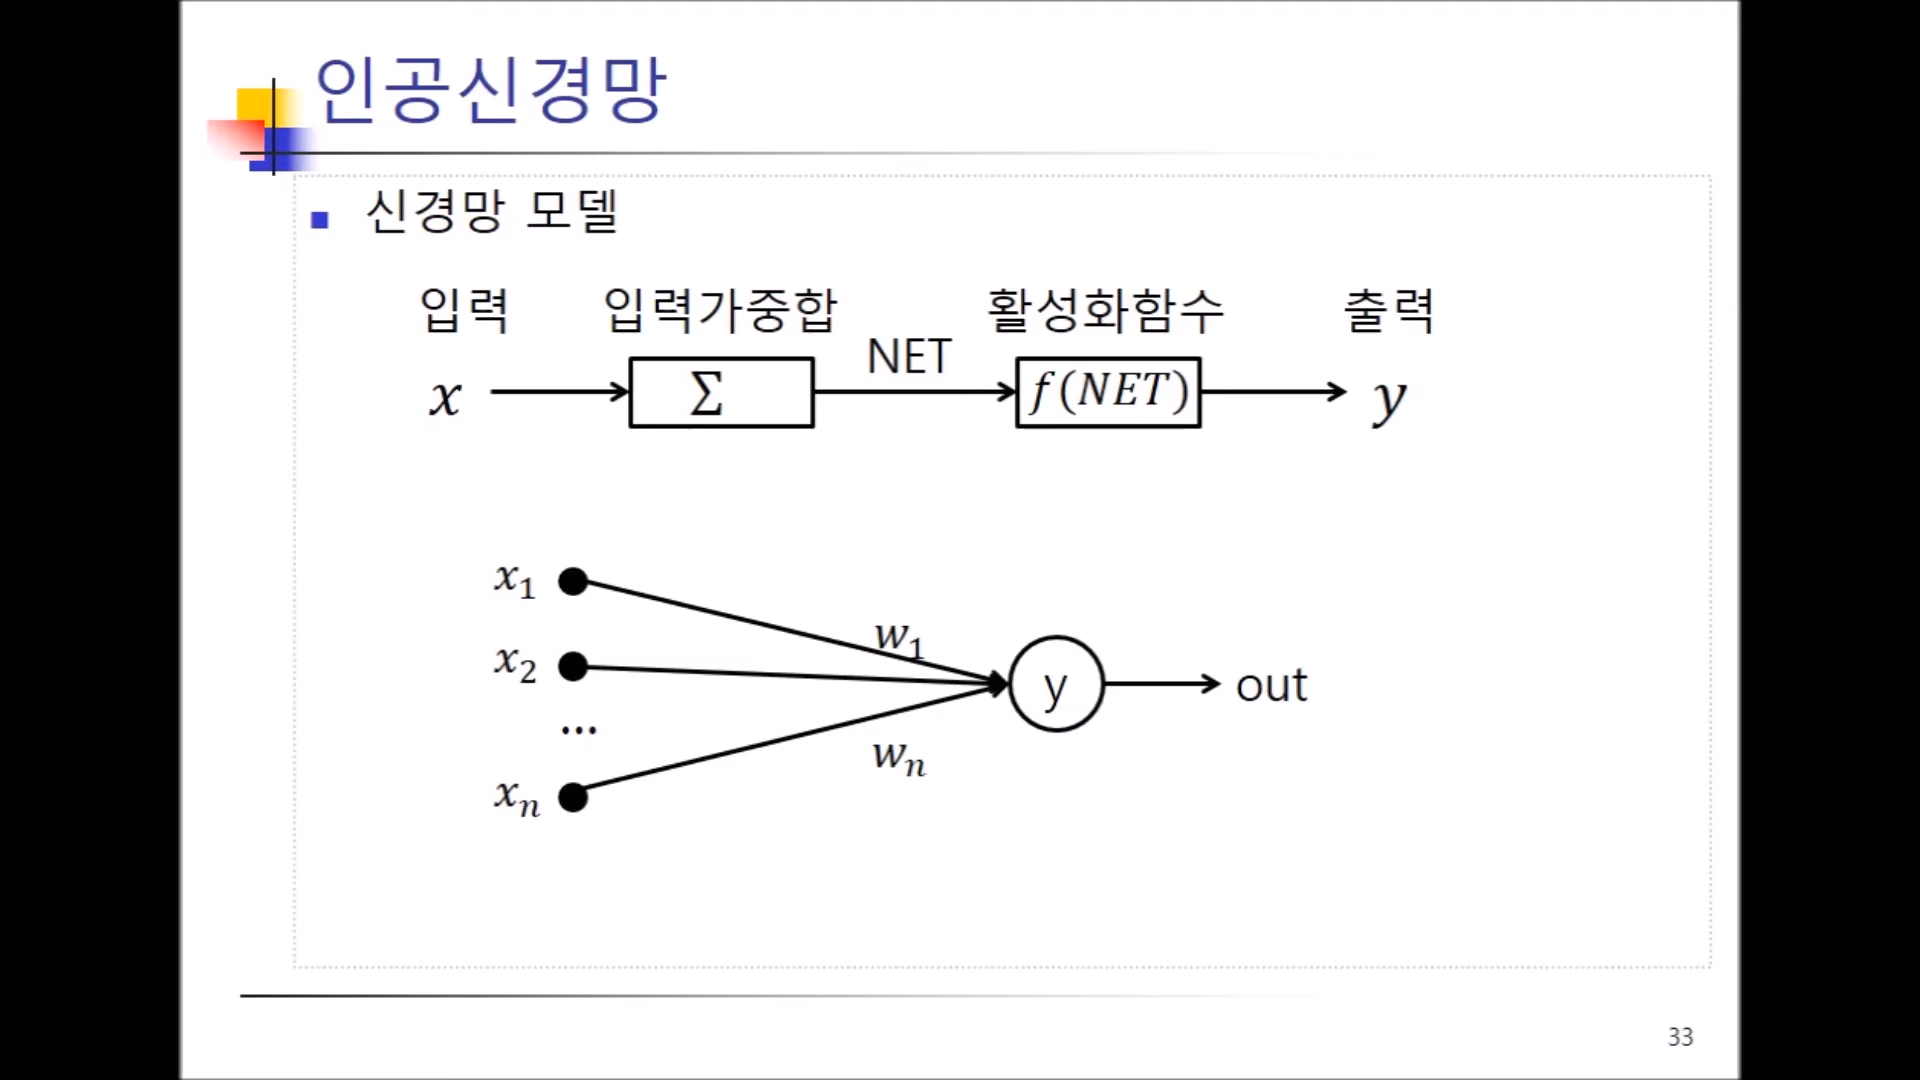 인공신경망
신경망 모델
입력 입력가중합 활성화함수 출력
NET
x ∑ f(NET) y
x₁
w₁
x₂
y out
...
wₙ
xₙ
33